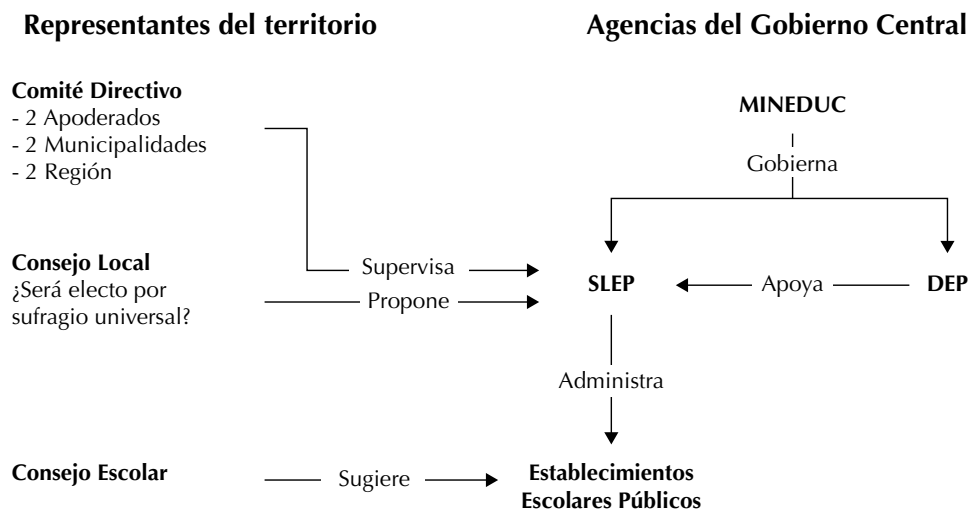 Representantes del territorio
Agencias del Gobierno Central
Comité Directivo
- 2 Apoderados
- 2 Municipalidades
- 2 Región
MINEDUC
Gobierna
Consejo Local
¿Será electo por
sufragio universal?
Supervisa
Propone
SLEP
Apoya
DEP
Administra
Consejo Escolar
Sugiere
Establecimientos
Escolares Públicos